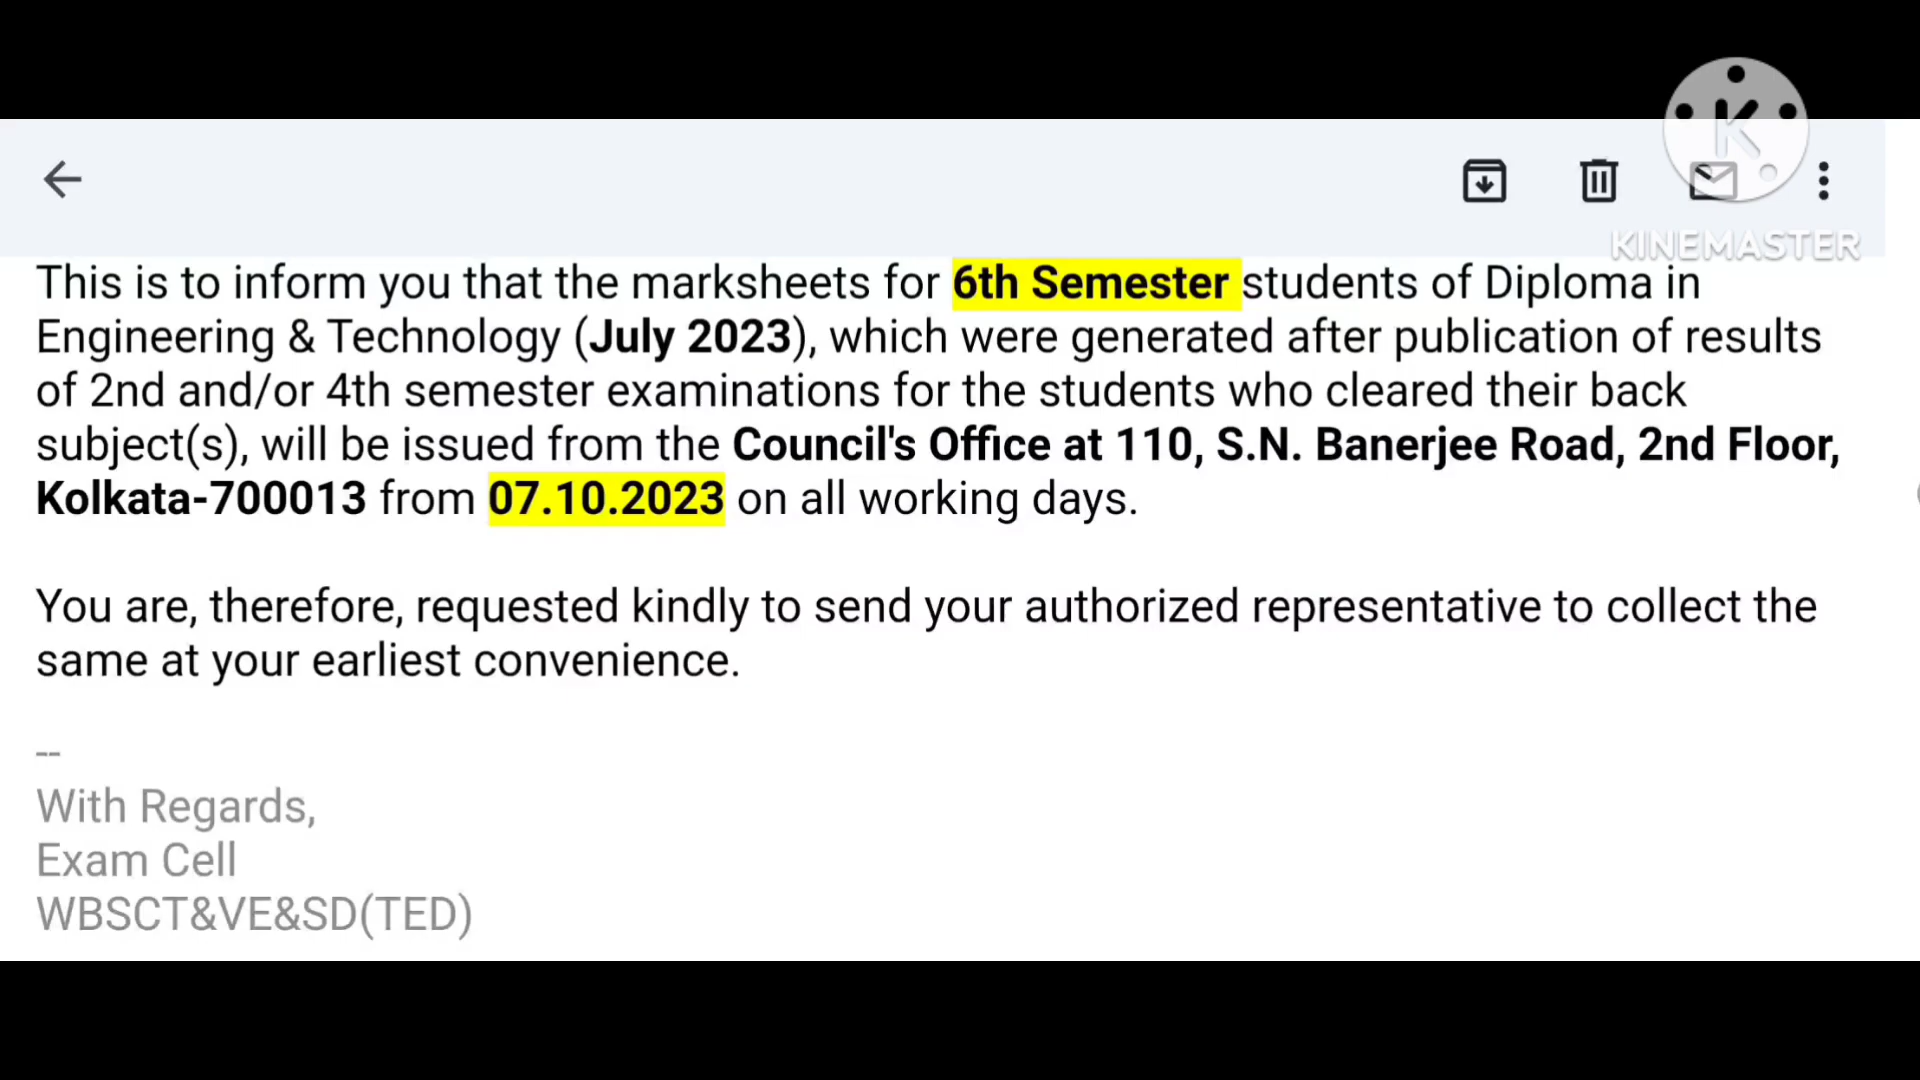 K
KINEMASTER
This is to inform you that the marksheets for 6th Semester students of Diploma in
Engineering & Technology (July 2023), which were generated after publication of results
of 2nd and/or 4th semester examinations for the students who cleared their back
subject(s), will be issued from the Council's Office at 110, S.N. Banerjee Road, 2nd Floor,
Kolkata-700013 from 07.10.2023 on all working days.
You are, therefore, requested kindly to send your authorized representative to collect the
same at your earliest convenience.
--
With Regards,
Exam Cell
WBSCT&VE&SD(TED)